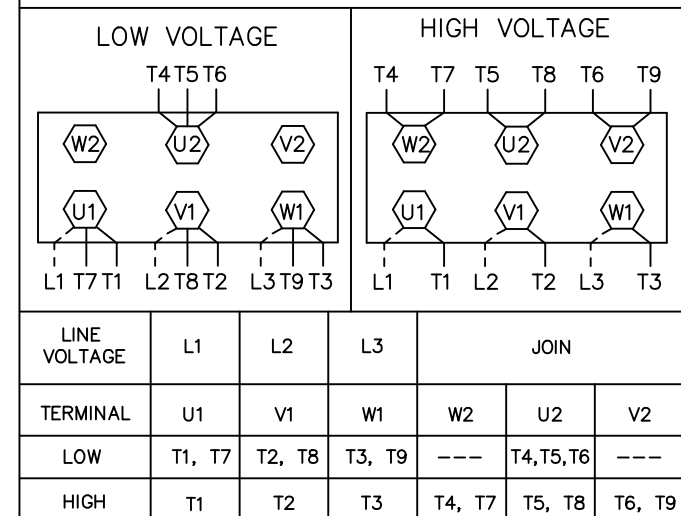 LOW VOLTAGE
T4 T5 T6
W2 U2 V2
U1 V1 W1
L1 T7 T1 L2 T8 T2 L3 T9 T3
HIGH VOLTAGE
T4 T7 T5 T8 T6 T9
W2 U2 V2
U1 V1 W1
L1 T1 L2 T2 L3 T3
LINE
VOLTAGE L1 L2 L3 JOIN
TERMINAL U1 V1 W1 W2 U2 V2
LOW T1, T7 T2, T8 T3, T9 --- T4,T5,T6 ---
HIGH T1 T2 T3 T4, T7 T5, T8 T6, T9